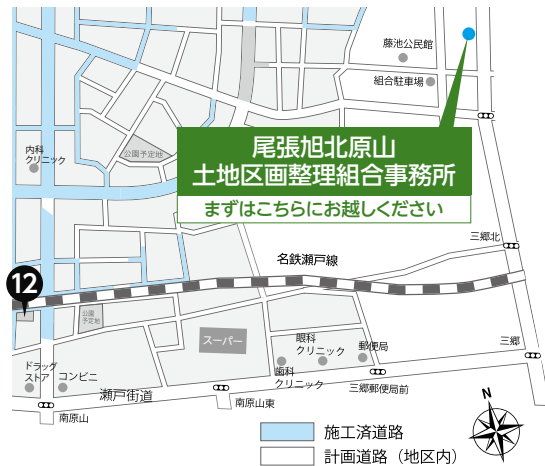 藤池公民館
組合駐車場
尾張旭北原山
土地区画整理組合事務所
まずはこちらにお越しください
内科
クリニック
公園予定地
三郷北
名鉄瀬戸線
12
公園
予定地
スーパー
眼科
クリニック
郵便局
三郷
ドラッグ
ストア
コンビニ
歯科
クリニック
瀬戸街道
三郷郵便局前
南原山
南原山東
N
施工済道路
計画道路（地区内）